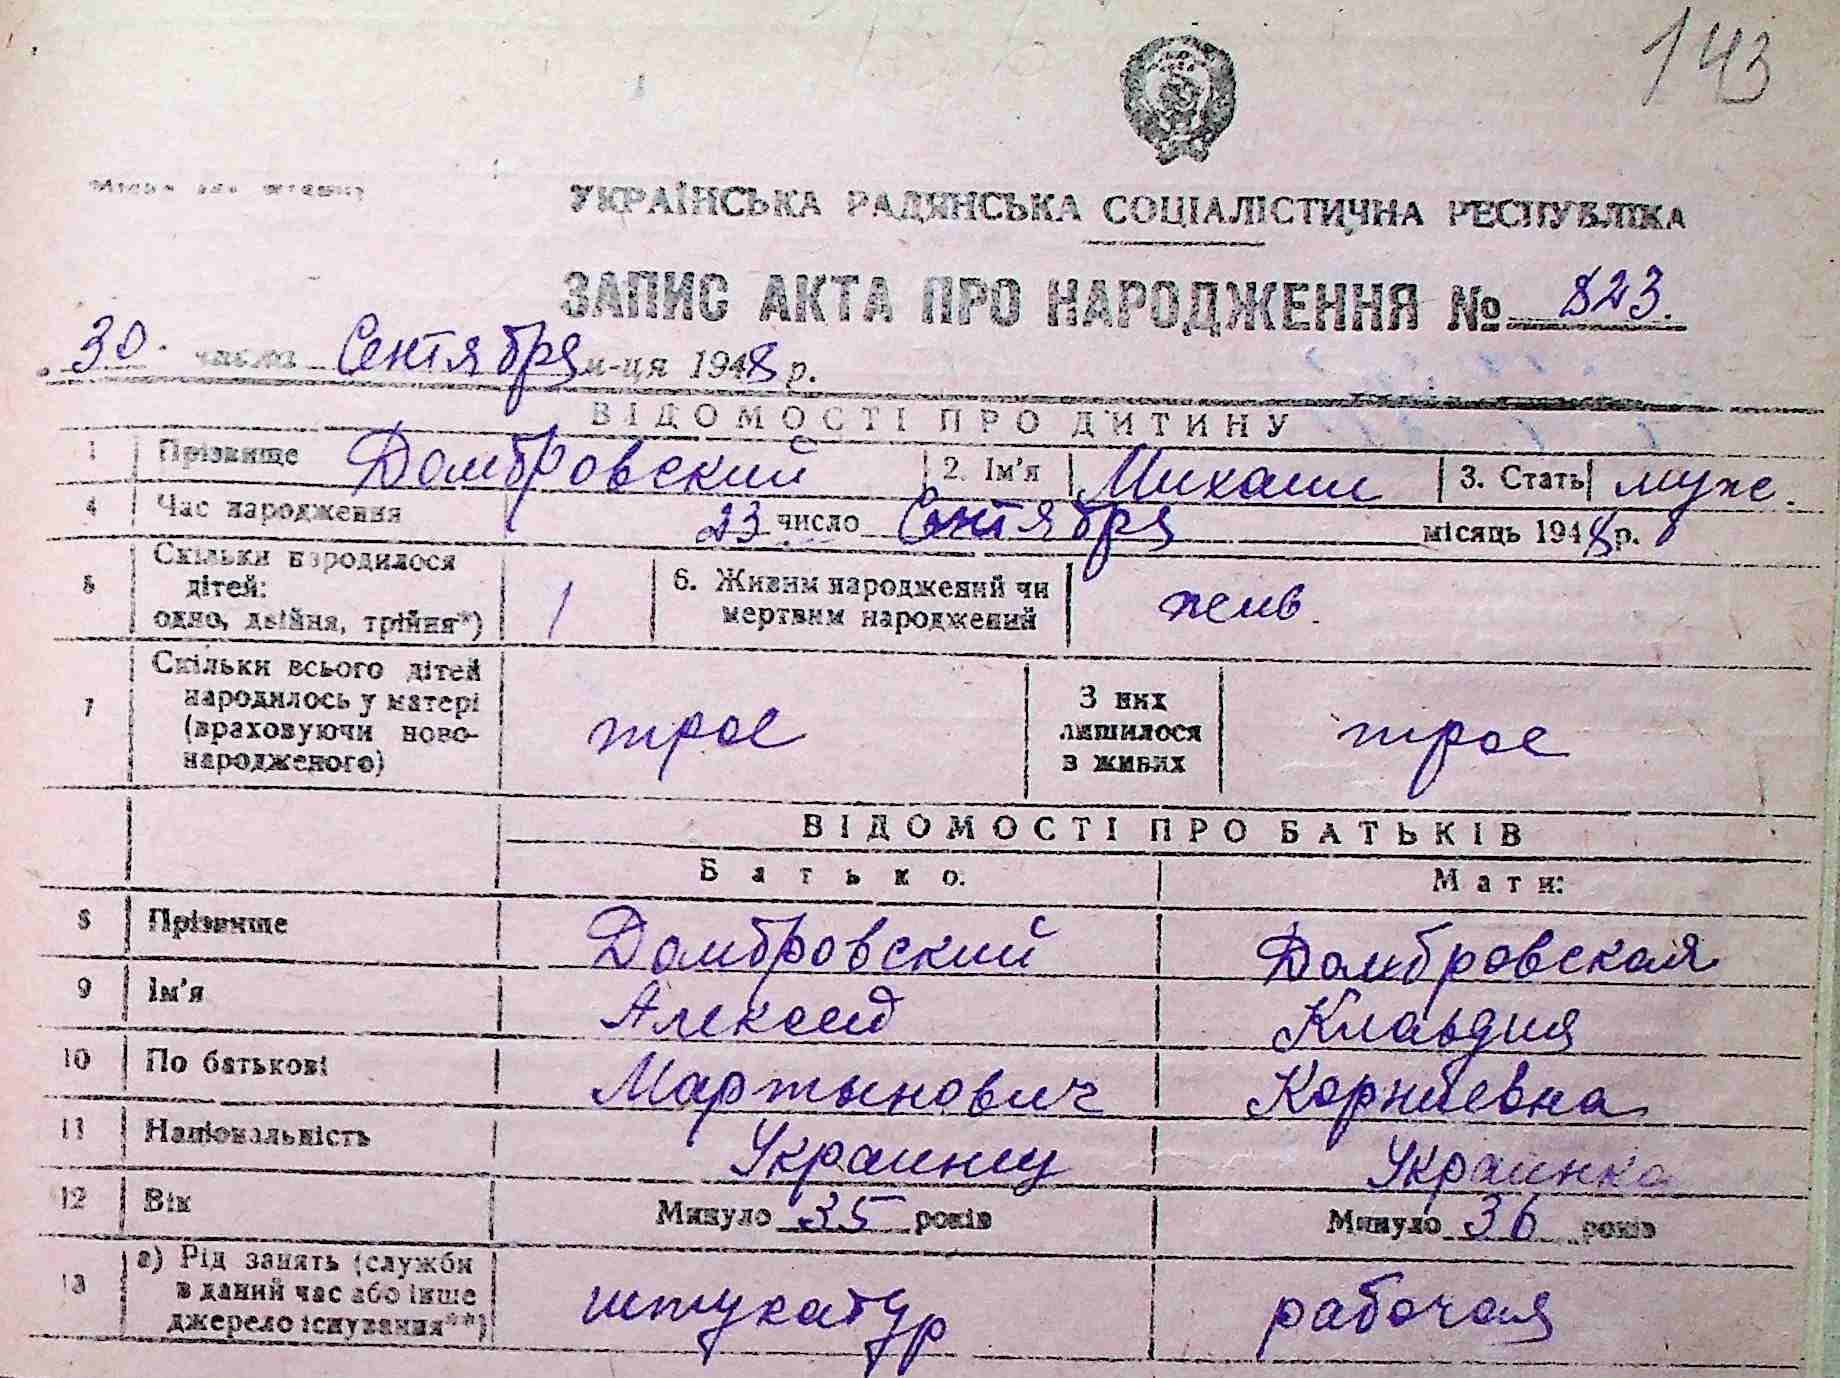 143
УКРАЇНСЬКА РАДЯНСЬКА СОЦІАЛІСТИЧНА РЕСПУБЛІКА
ЗАПИС АКТА ПРО НАРОДЖЕННЯ № 823.
30. числа Сентября м-ця 1948 р.
ВІДОМОСТІ ПРО ДИТИНУ
1 Прізвище Домбровский 2. Ім'я Михаил 3. Стать муж.
4 Час народження 23 число Сентября місяць 1948 р.
5 Скільки народилося дітей: одно, двійня, трійня*) 1 6. Живим народжений чи мертвим народжений жив.
7 Скільки всього дітей народилось у матері (враховуючи ново-народженого) трое З них лишилося в живих трое
ВІДОМОСТІ ПРО БАТЬКІВ
Батько: Мати:
8 Прізвище Домбровский Домбровская
9 Ім'я Алексей Клавдия
10 По батькові Мартынович Корнеевна
11 Національність Украинец Украинка
12 Вік Минуло 35 років Минуло 36 років
13 а) Рід занять (служби в даний час або інше джерело існування**) штукатур рабочая